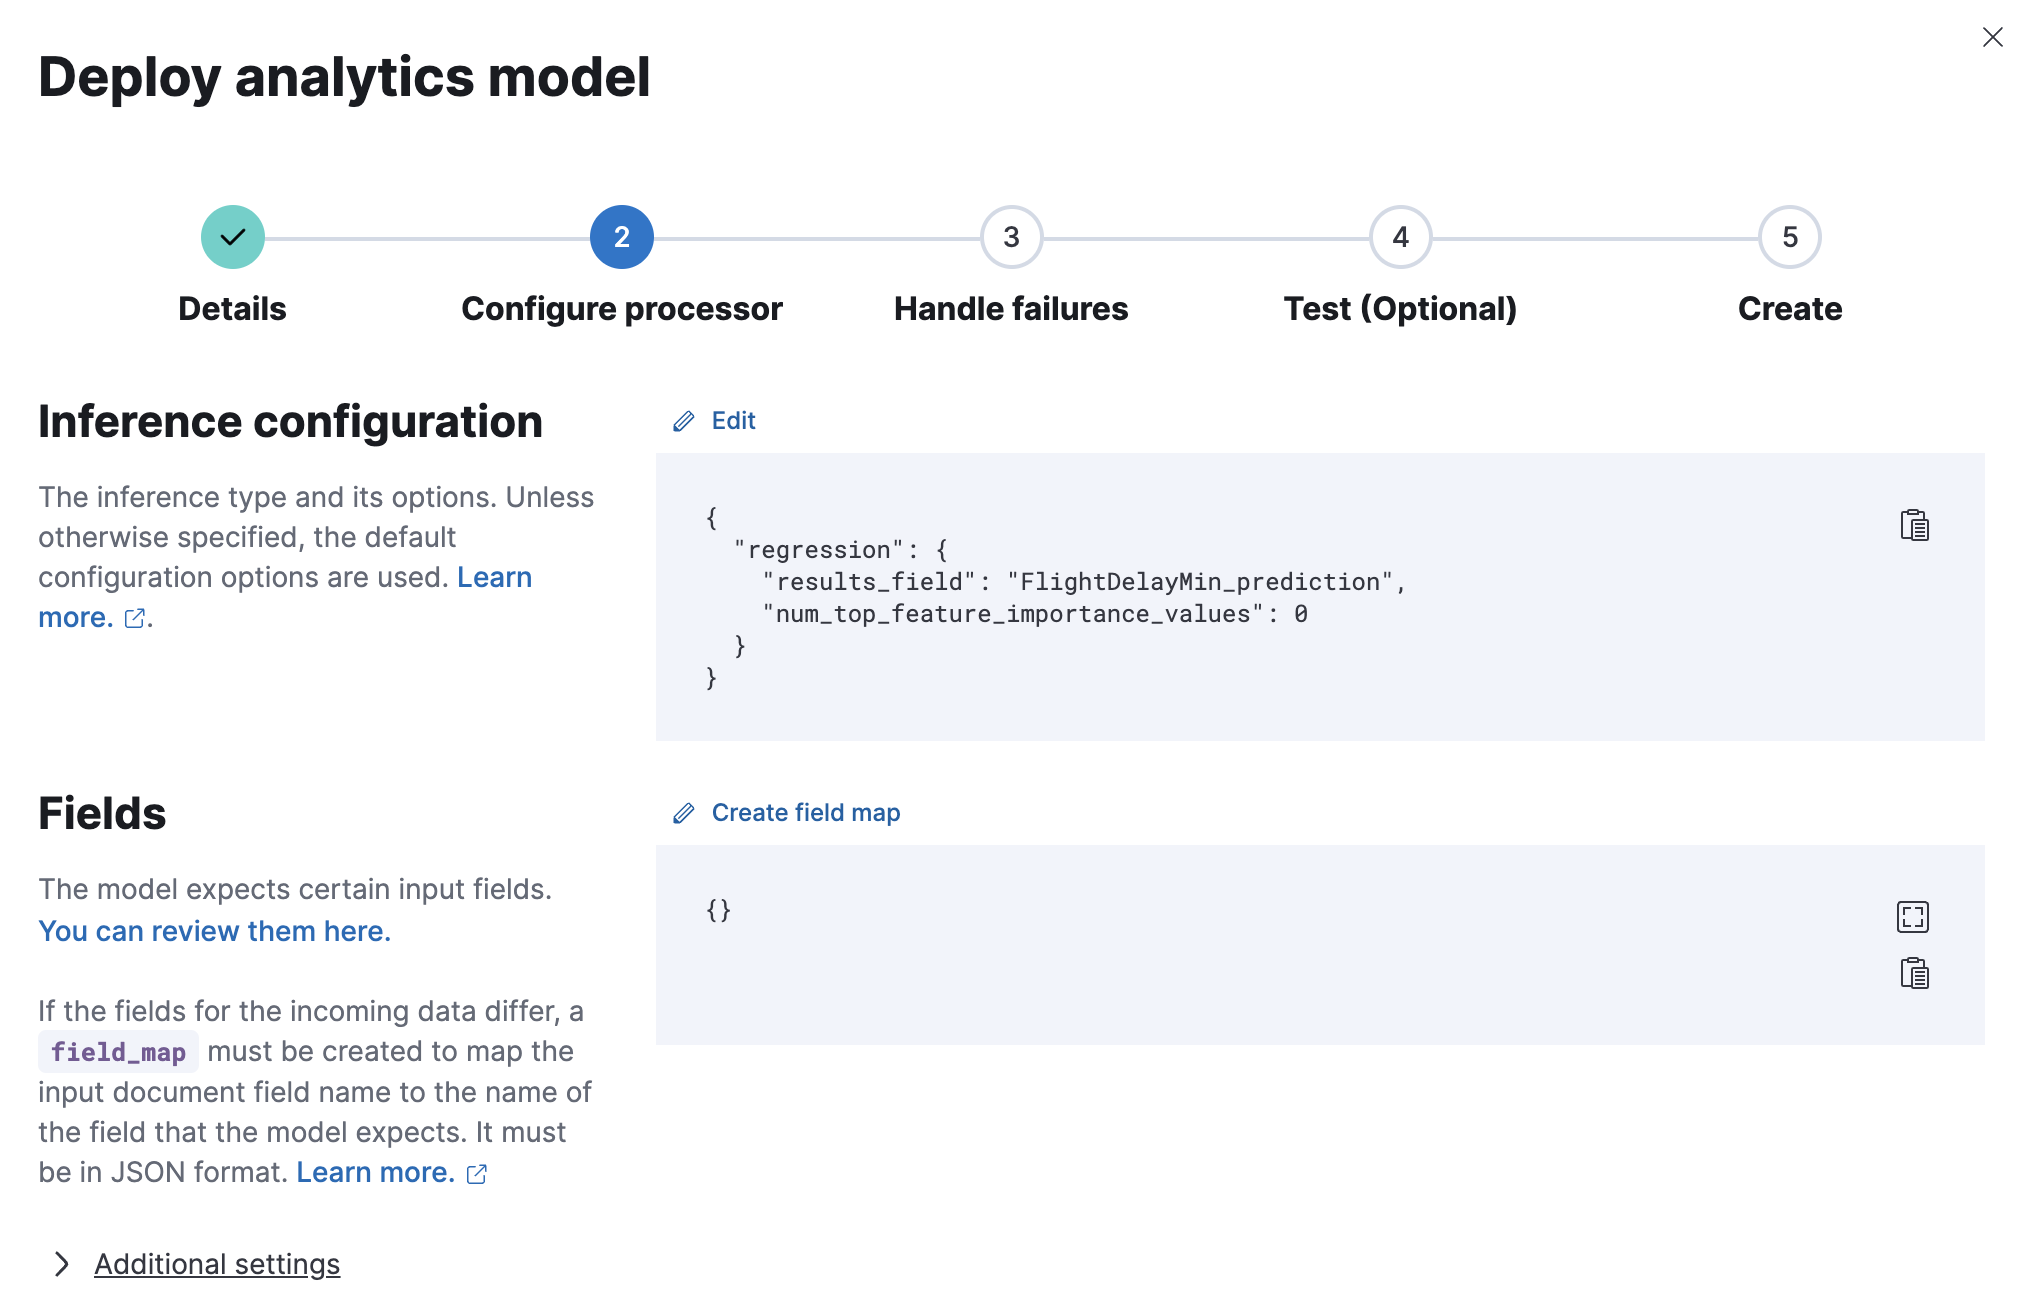 Deploy analytics model
2 3 4 5
Details Configure processor Handle failures Test (Optional) Create
Inference configuration
The inference type and its options. Unless
otherwise specified, the default
configuration options are used. Learn
more. .
Edit
{
  "regression": {
    "results_field": "FlightDelayMin_prediction",
    "num_top_feature_importance_values": 0
  }
}
Fields
The model expects certain input fields.
You can review them here.
If the fields for the incoming data differ, a
field_map must be created to map the
input document field name to the name of
the field that the model expects. It must
be in JSON format. Learn more.
Create field map
{}
Additional settings